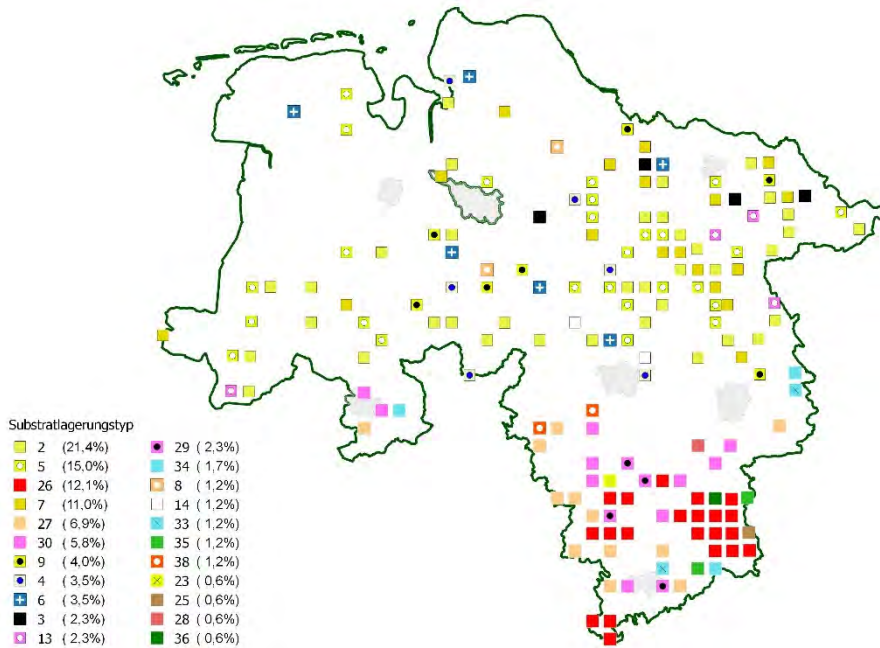 Substratlagerungstyp
2 (21,4%)
5 (15,0%)
26 (12,1%)
7 (11,0%)
27 ( 6,9%)
30 ( 5,8%)
9 ( 4,0%)
4 ( 3,5%)
6 ( 3,5%)
3 ( 2,3%)
13 ( 2,3%)
29 ( 2,3%)
34 ( 1,7%)
8 ( 1,2%)
14 ( 1,2%)
33 ( 1,2%)
35 ( 1,2%)
38 ( 1,2%)
23 ( 0,6%)
25 ( 0,6%)
28 ( 0,6%)
36 ( 0,6%)